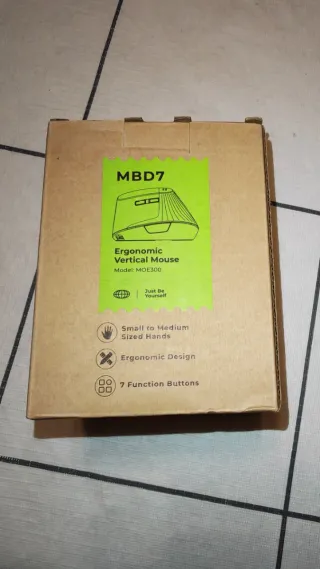 MBD7
Ergonomic
Vertical Mouse
Model: MOE300
Just Be
Yourself
Small to Medium
Sized Hands
Ergonomic Design
7 Function Buttons